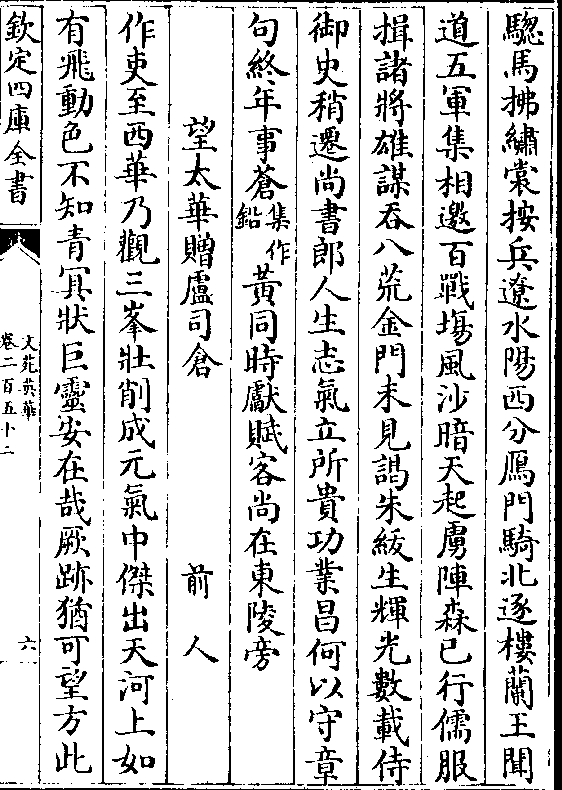 驄馬拂繡裳按兵遼水陽西分鴈門騎北逐樓蘭王聞
道五軍集相邀百戰塲風沙暗天起虜陣森已行儒服
揖諸將雄謀吞八荒金門未見謁朱紱生輝光數載侍
御史稍遷尚書郎人生志氣立所貴功業昌何以守章
句終年事蒼集作鉛黃同時獻賦客尚在東陵旁
望太華贈盧司倉 前人
作吏至西華乃觀三峯壯削成元氣中傑出天河上如
有飛動色不知青冥狀巨靈安在哉厥跡猶可望方此
欽定四庫全書
文苑英華
卷二百五十二
六